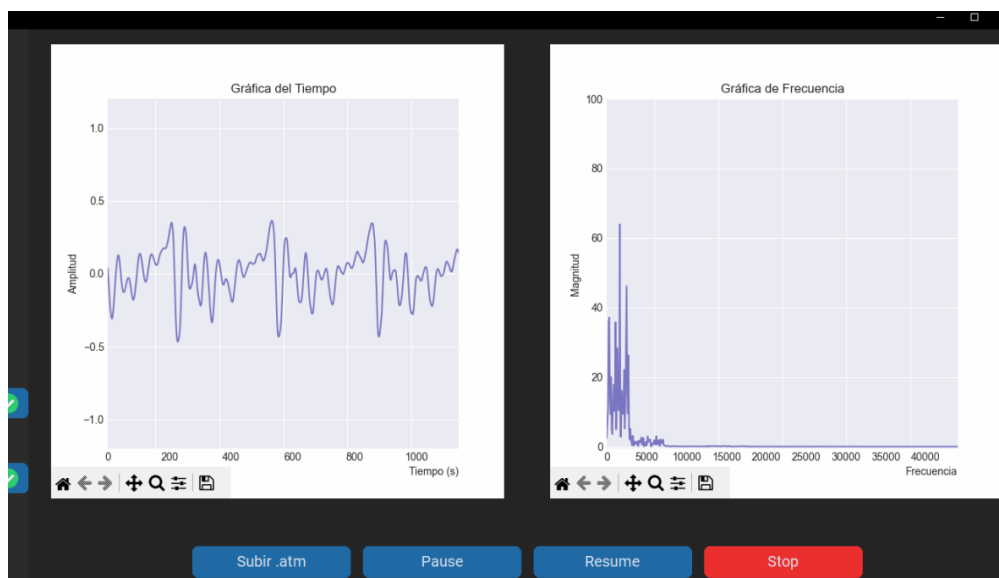 Gráfica del Tiempo
1.0
0.5
0.0
−0.5
−1.0
Amplitud
0 200 400 600 800 1000
Tiempo (s)
Gráfica de Frecuencia
100
80
60
40
20
0
Magnitud
0 5000 10000 15000 20000 25000 30000 35000 40000
Frecuencia
Subir .atm
Pause
Resume
Stop